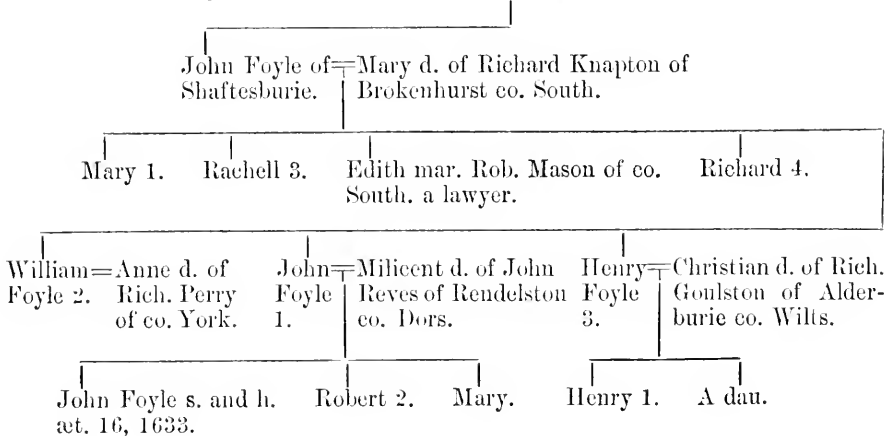 John Foyle of Mary d. of Richard Knapton of
Shaftesburie. Brokenhurst co. South.
Mary 1. Rachell 3. Edith mar. Rob. Mason of co. Richard 4.
South. a lawyer.
William=Anne d. of John Milicent d. of John Henry Christian d. of Rich.
Foyle 2. Rich. Perry Foyle Reves of Rendelston Foyle Goulston of Alder-
of co. York. 1. co. Dors. 3. burie co. Wilts.
John Foyle s. and h. Robert 2. Mary. Henry 1. A dau.
æt. 16, 1633.